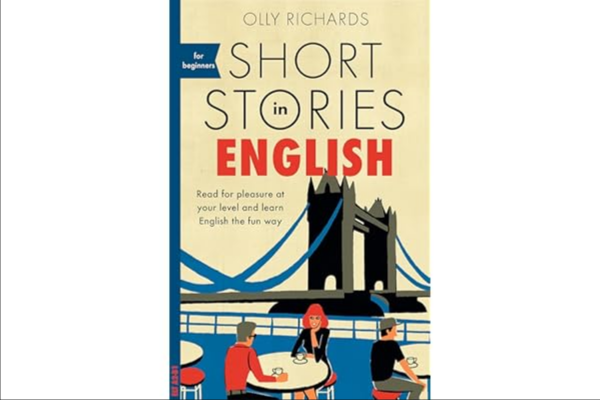 OLLY RICHARDS
for
beginners
SHORT
STORIES
in
ENGLISH
Read for pleasure at
your level and learn
English the fun way